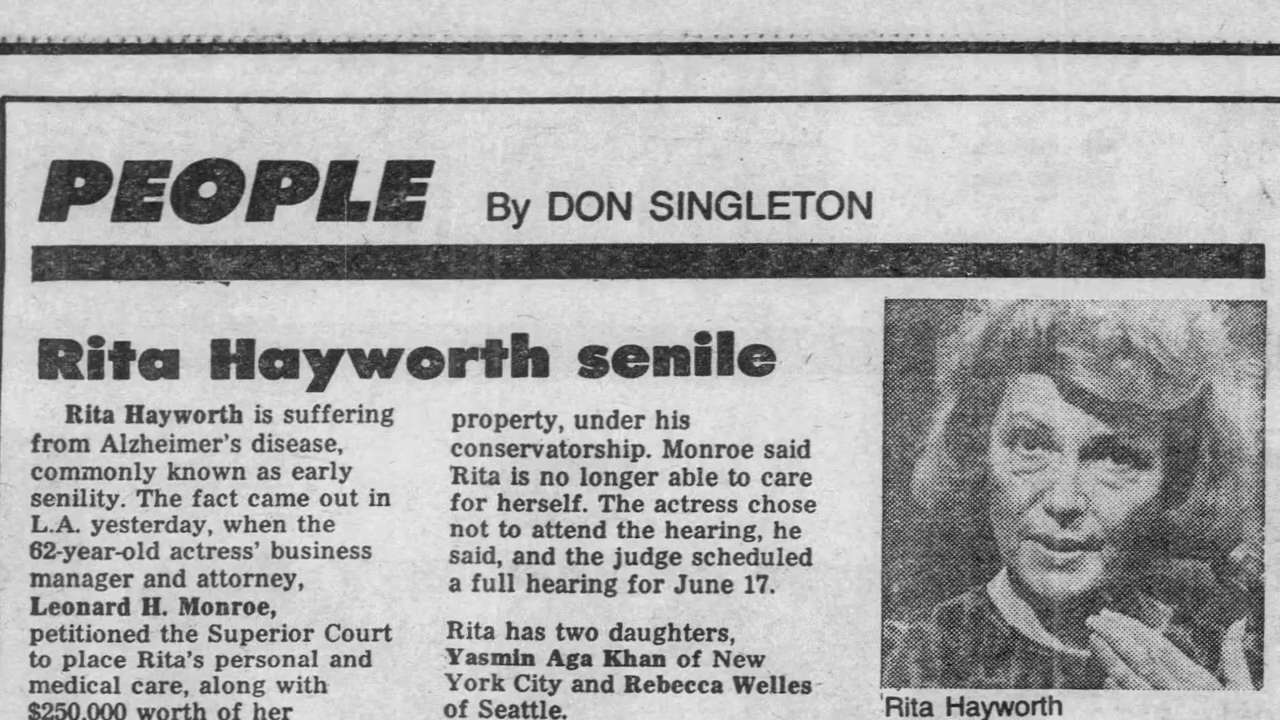 PEOPLE By DON SINGLETON
Rita Hayworth senile
Rita Hayworth is suffering
from Alzheimer's disease,
commonly known as early
senility. The fact came out in
L.A. yesterday, when the
62-year-old actress' business
manager and attorney,
Leonard H. Monroe,
petitioned the Superior Court
to place Rita's personal and
medical care, along with
$250,000 worth of her
property, under his
conservatorship. Monroe said
Rita is no longer able to care
for herself. The actress chose
not to attend the hearing, he
said, and the judge scheduled
a full hearing for June 17.
Rita has two daughters,
Yasmin Aga Khan of New
York City and Rebecca Welles
of Seattle.
Rita Hayworth